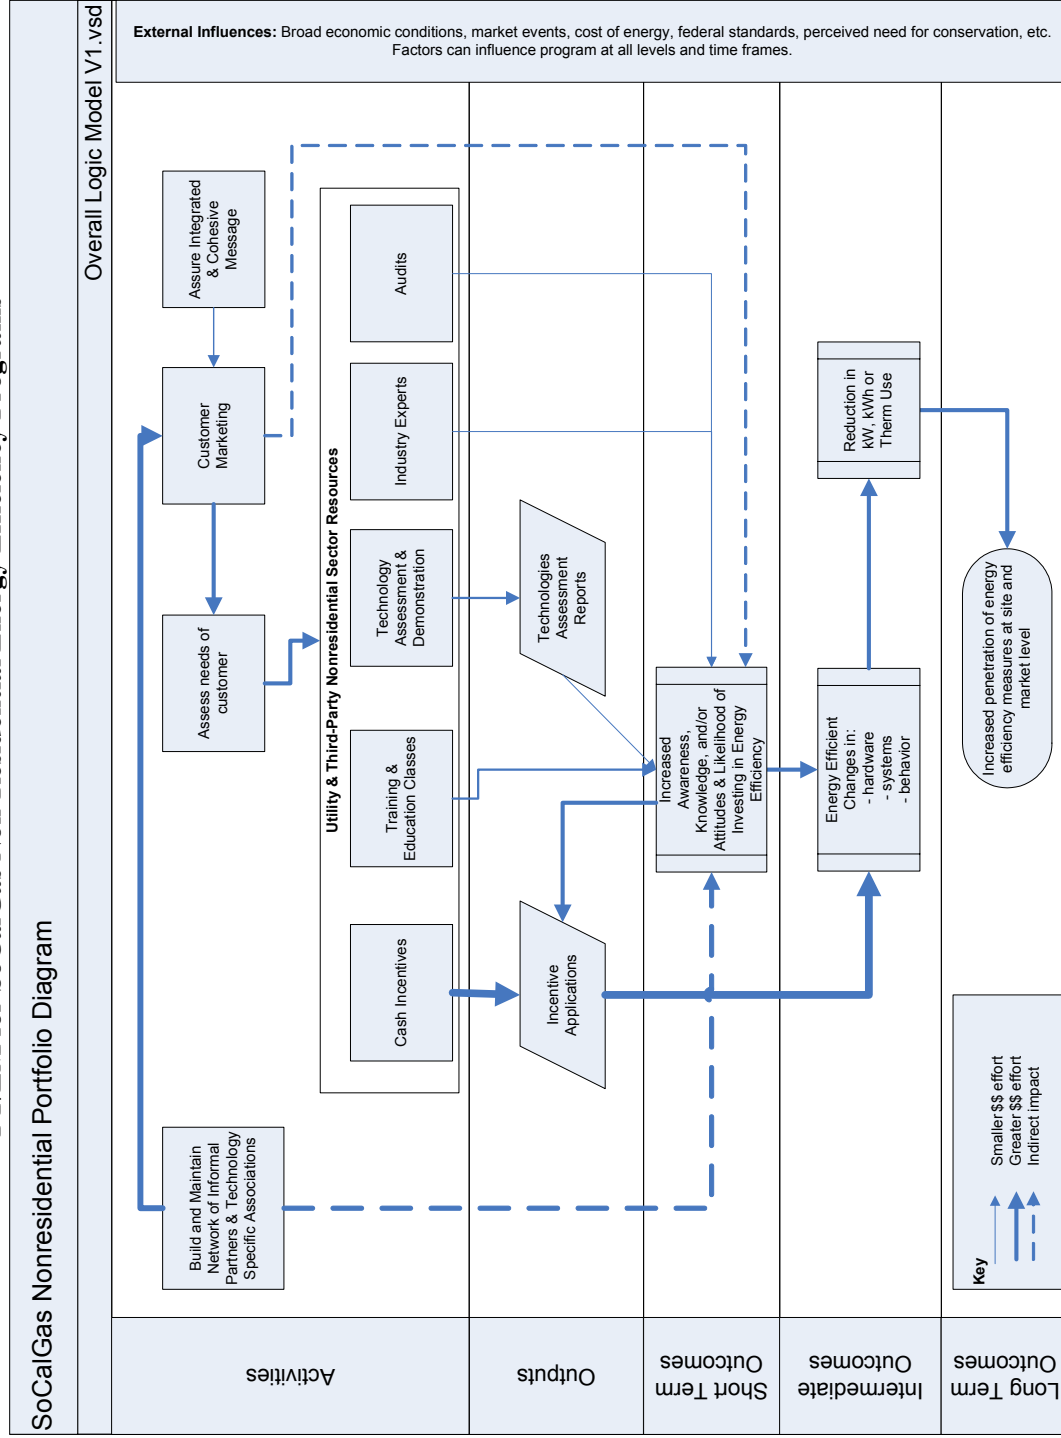 SoCalGas Nonresidential Portfolio Diagram
Overall Logic Model V1.vsd
External Influences: Broad economic conditions, market events, cost of energy, federal standards, perceived need for conservation, etc.
Factors can influence program at all levels and time frames.
Activities
Build and Maintain
Network of Informal
Partners & Technology
Specific Associations
Assess needs of
customer
Customer
Marketing
Assure Integrated
& Cohesive
Message
Utility & Third-Party Nonresidential Sector Resources
Cash Incentives
Training &
Education Classes
Technology
Assessment &
Demonstration
Industry Experts
Audits
Outputs
Incentive
Applications
Technologies
Assessment
Reports
Short Term
Outcomes
Increased
Awareness,
Knowledge, and/or
Attitudes & Likelihood of
Investing in Energy
Efficiency
Intermediate
Outcomes
Energy Efficient
Changes in:
- hardware
- systems
- behavior
Reduction in
kW, kWh or
Therm Use
Long Term
Outcomes
Key
Smaller $$ effort
Greater $$ effort
Indirect impact
Increased penetration of energy
efficiency measures at site and
market level